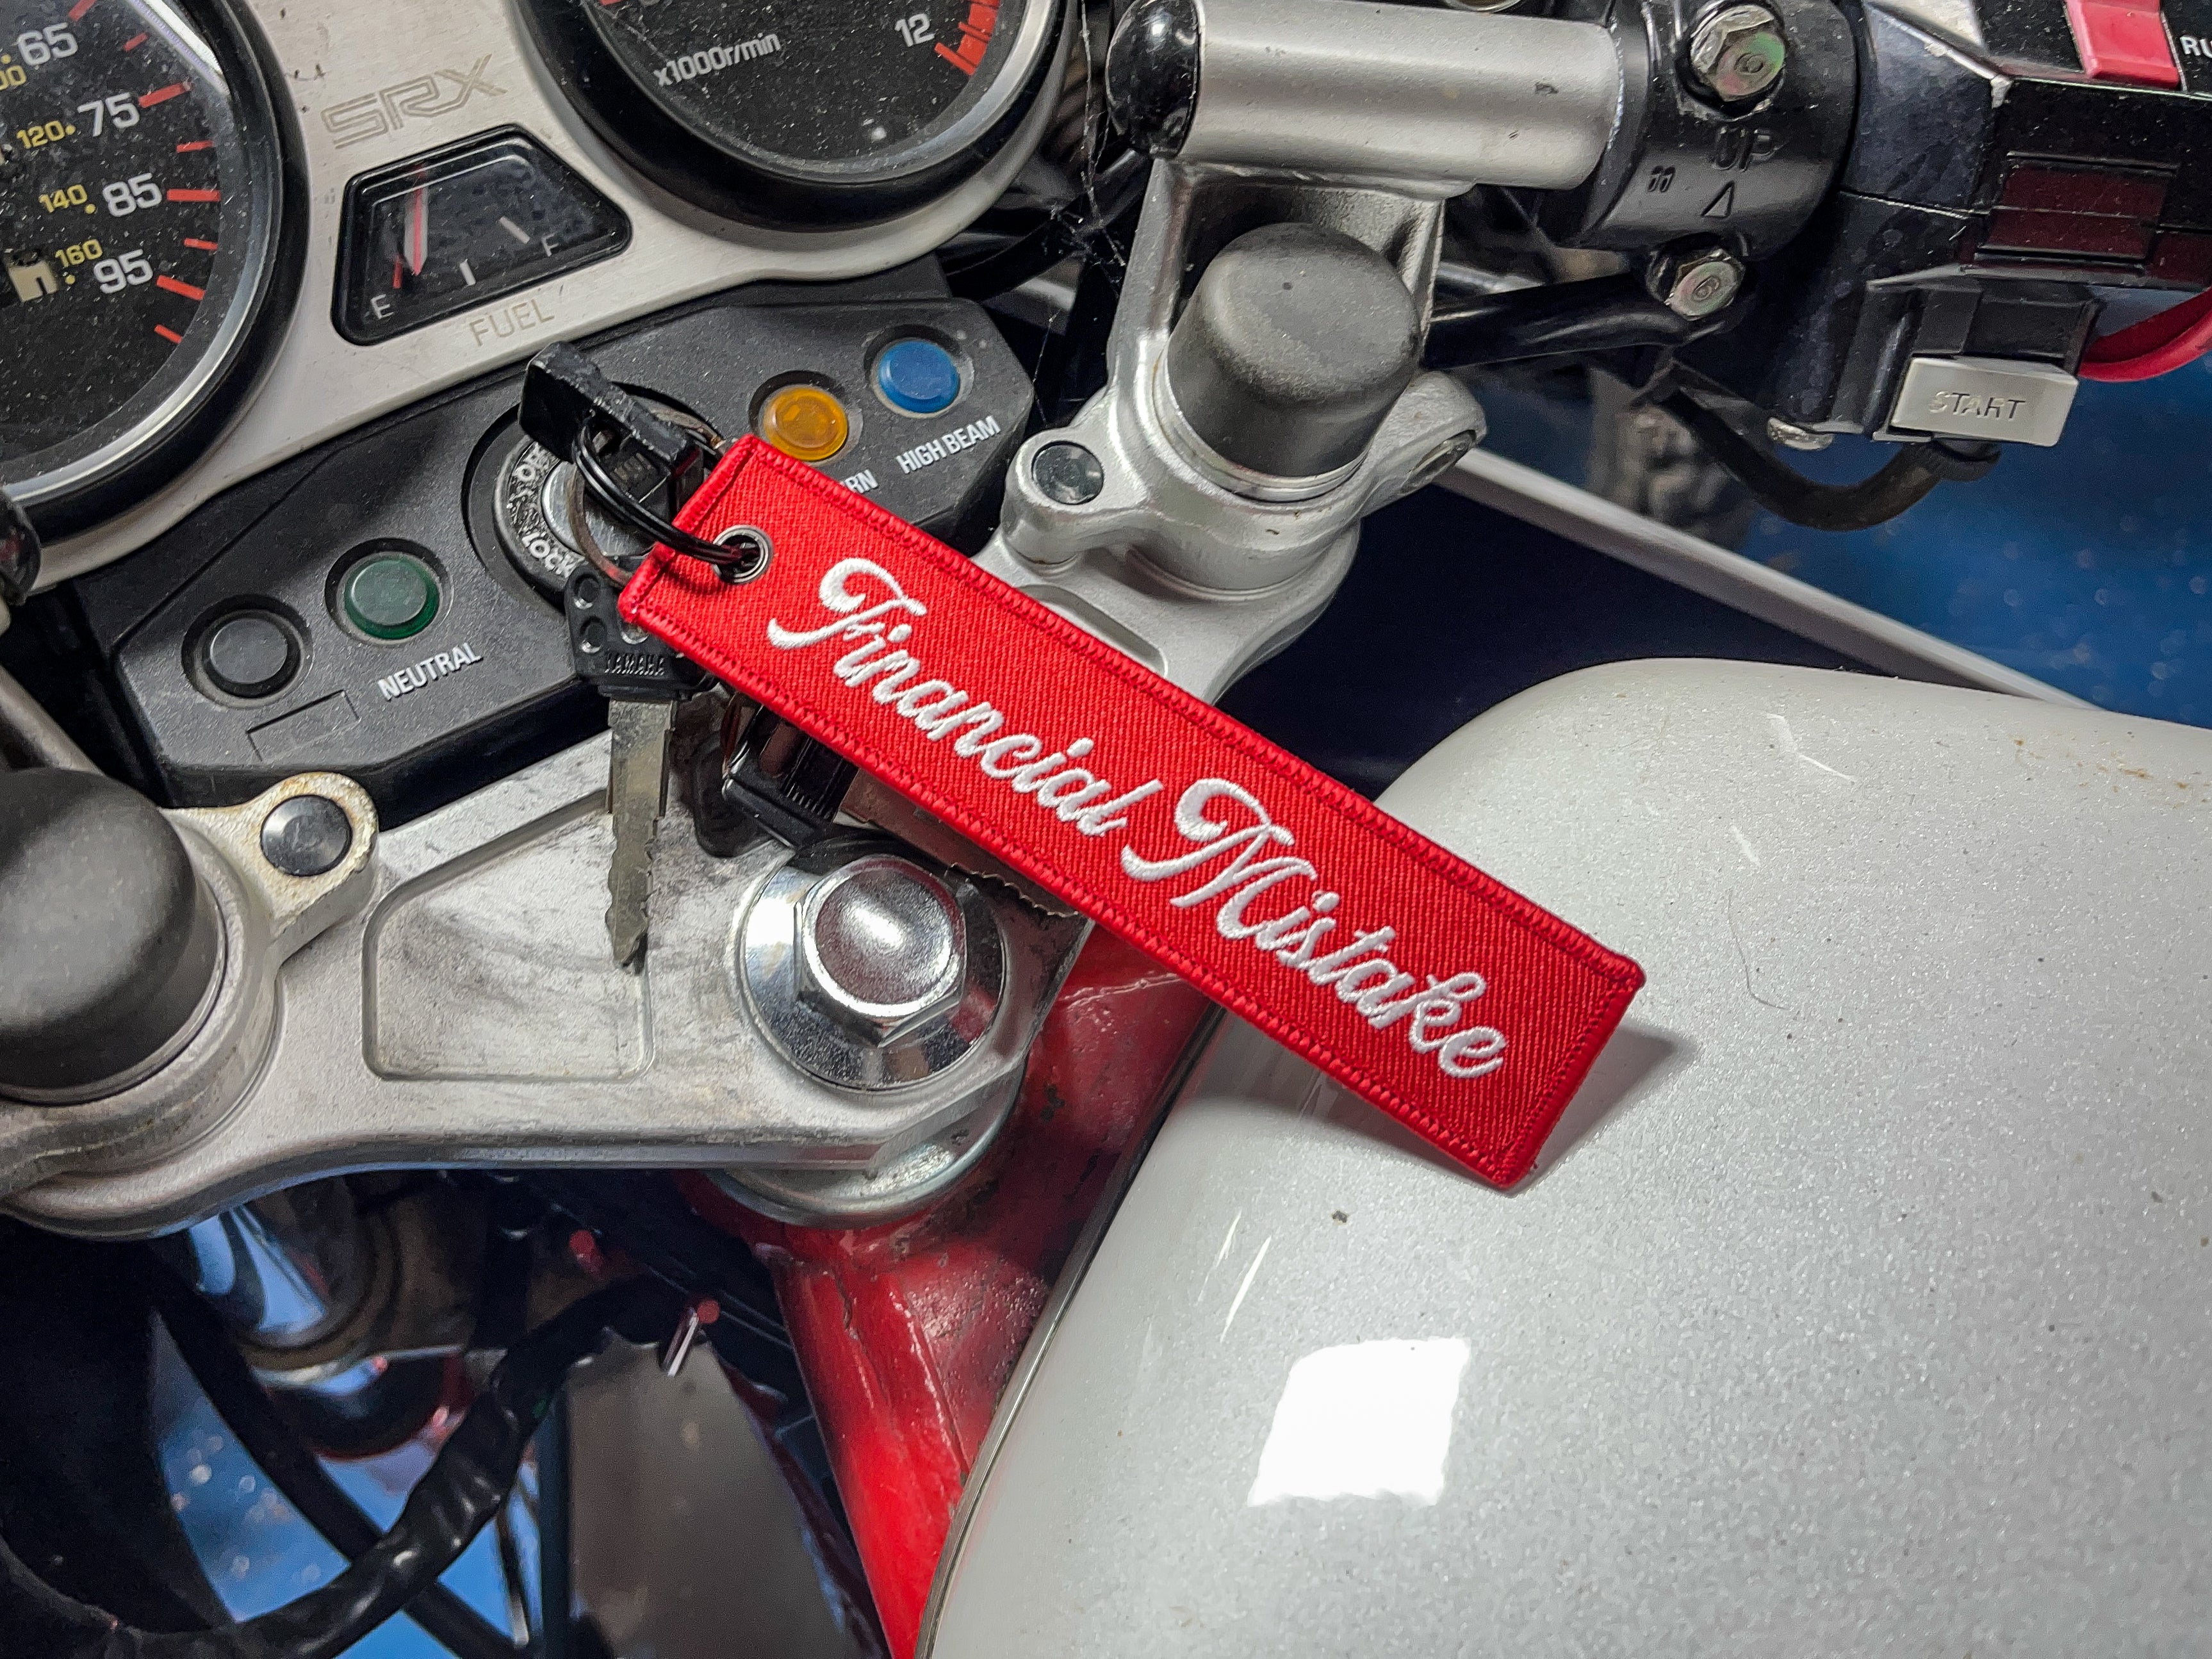 65
120 75
140 85
160 95
SRX
x1000r/min
12
E
F
FUEL
UP
START
HIGH BEAM
LOCK
NEUTRAL
YAMAHA
Financial Mistake